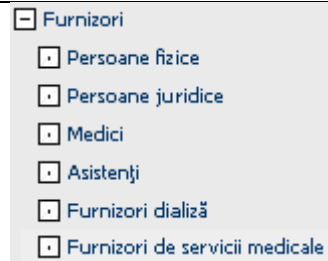 Furnizori
Persoane fizice
Persoane juridice
Medici
Asistenţi
Furnizori dializă
Furnizori de servicii medicale